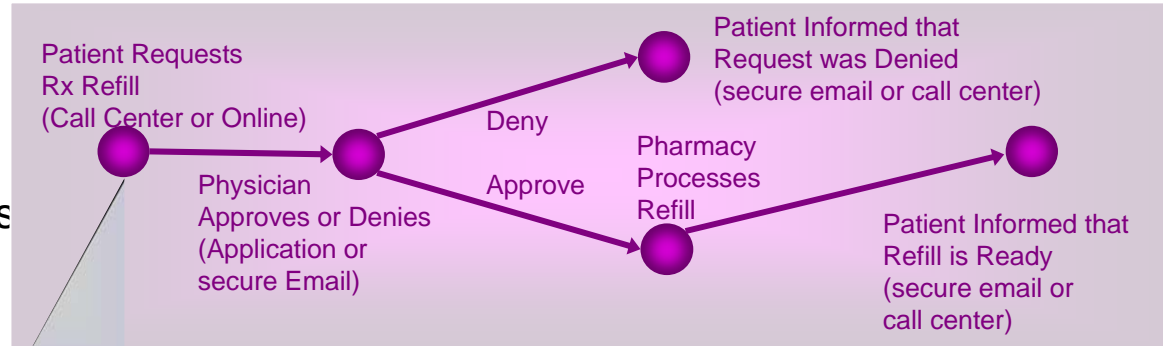 Patient Requests
Rx Refill
(Call Center or Online)
Physician
Approves or Denies
(Application or
secure Email)
Deny
Approve
Patient Informed that
Request was Denied
(secure email or call center)
Pharmacy
Processes
Refill
Patient Informed that
Refill is Ready
(secure email or
call center)
s